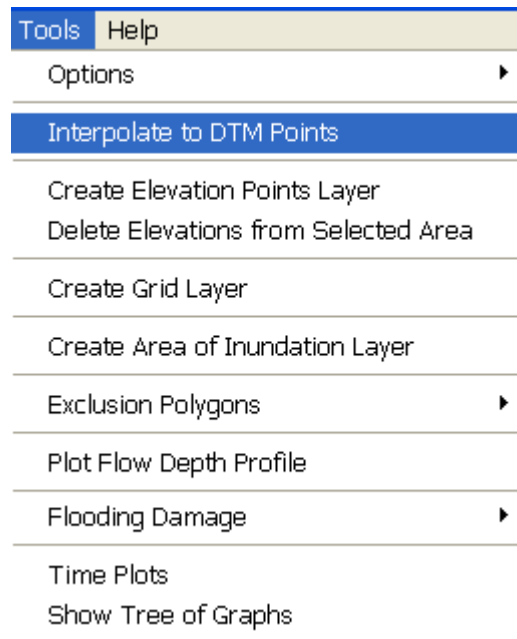 Tools Help
Options
Interpolate to DTM Points
Create Elevation Points Layer
Delete Elevations from Selected Area
Create Grid Layer
Create Area of Inundation Layer
Exclusion Polygons
Plot Flow Depth Profile
Flooding Damage
Time Plots
Show Tree of Graphs